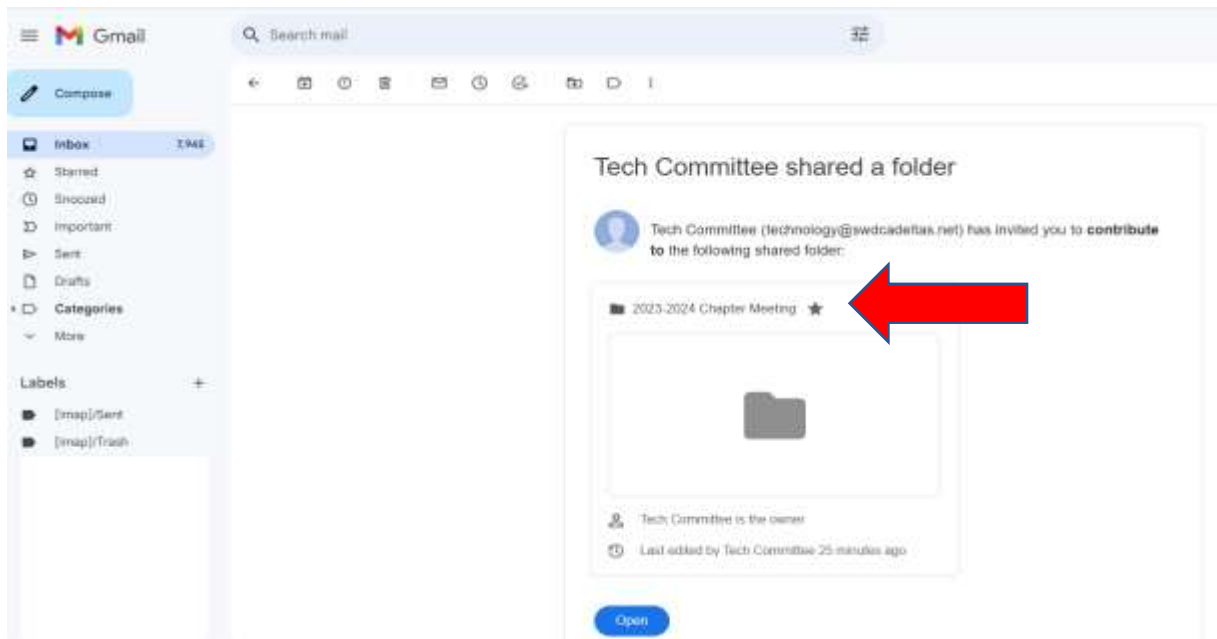 Gmail
Search mail
Compose
Inbox 7,945
Starred
Snoozed
Important
Sent
Drafts
Categories
More
Labels +
[Imap]/Sent
[Imap]/Trash
Tech Committee shared a folder
Tech Committee (technology@swdcadeltas.net) has invited you to contribute
to the following shared folder:
2023-2024 Chapter Meeting
Tech Committee is the owner
Last edited by Tech Committee 25 minutes ago
Open